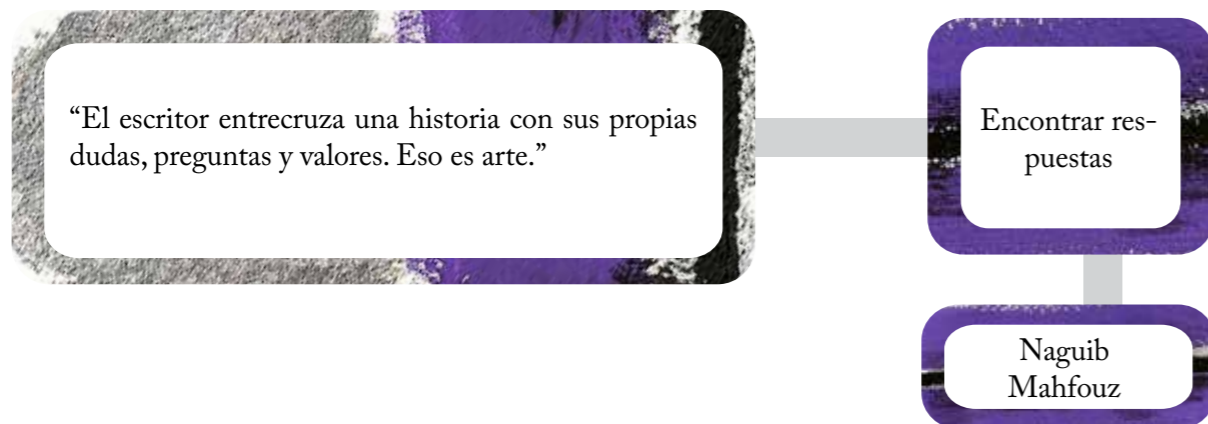 “El escritor entrecruza una historia con sus propias
dudas, preguntas y valores. Eso es arte.”
Encontrar res-
puestas
Naguib
Mahfouz